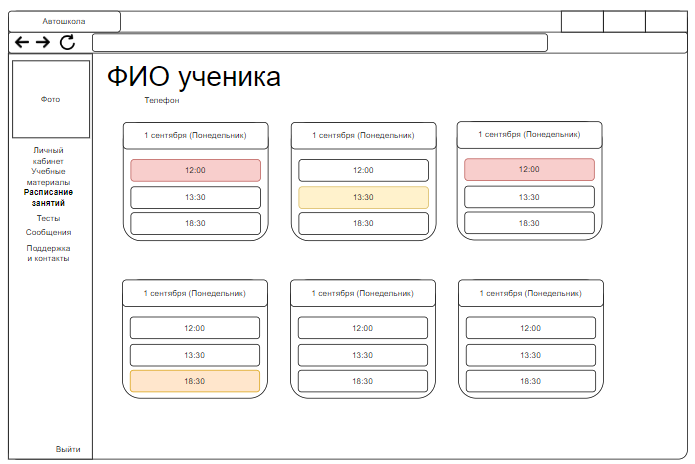 Автошкола
Фото
Личный
кабинет
Учебные
материалы
Расписание
занятий
Тесты
Сообщения
Поддержка
и контакты
Выйти
ФИО ученика
Телефон
1 сентября (Понедельник)
12:00
13:30
18:30
1 сентября (Понедельник)
12:00
13:30
18:30
1 сентября (Понедельник)
12:00
13:30
18:30
1 сентября (Понедельник)
12:00
13:30
18:30
1 сентября (Понедельник)
12:00
13:30
18:30
1 сентября (Понедельник)
12:00
13:30
18:30